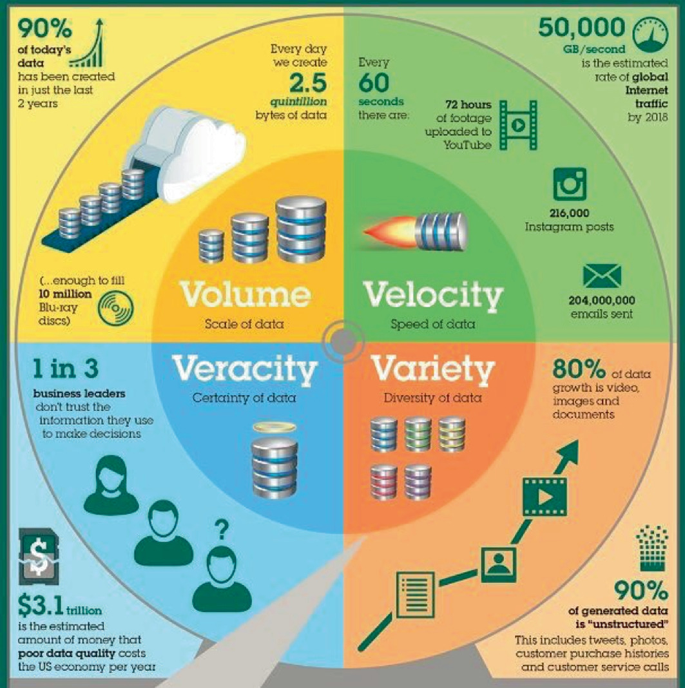 90%
of today's
data
has been created
in just the last
2 years
Every day
we create
2.5
quintillion
bytes of data
(...enough to fill
10 million
Blu-ray
discs)
Volume
Scale of data
Every
60
seconds
there are:
72 hours
of footage
uploaded to
YouTube
50,000
GB/second
is the estimated
rate of global
Internet
traffic
by 2018
216,000
Instagram posts
204,000,000
emails sent
Velocity
Speed of data
Veracity
Certainty of data
1 in 3
business leaders
don't trust the
information they use
to make decisions
?
$
$3.1 trillion
is the estimated
amount of money that
poor data quality costs
the US economy per year
Variety
Diversity of data
80% of data
growth is video,
images and
documents
90%
of generated data
is "unstructured"
This includes tweets, photos,
customer purchase histories
and customer service calls